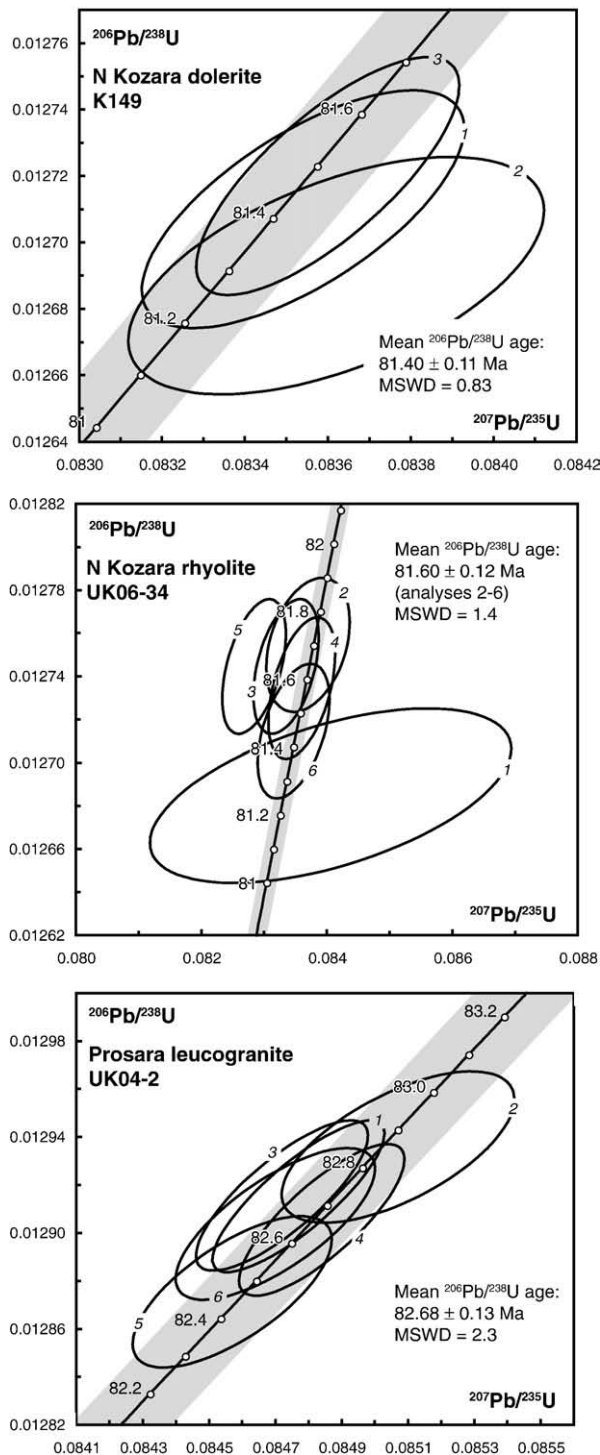 0.01276
0.01274
0.01272
0.01270
0.01268
0.01266
0.01264
²⁰⁶Pb/²³⁸U
N Kozara dolerite
K149
3
81.6
1
2
81.4
81.2
81
Mean ²⁰⁶Pb/²³⁸U age:
81.40 ± 0.11 Ma
MSWD = 0.83
²⁰⁷Pb/²³⁵U
0.0830 0.0832 0.0834 0.0836 0.0838 0.0840 0.0842
0.01282
0.01278
0.01274
0.01270
0.01266
0.01262
²⁰⁶Pb/²³⁸U
N Kozara rhyolite
UK06-34
82
Mean ²⁰⁶Pb/²³⁸U age:
81.60 ± 0.12 Ma
(analyses 2-6)
MSWD = 1.4
2
5
81.8
4
3
81.6
81.4
6
1
81.2
81
²⁰⁷Pb/²³⁵U
0.080 0.082 0.084 0.086 0.088
0.01298
0.01294
0.01290
0.01286
0.01282
²⁰⁶Pb/²³⁸U
Prosara leucogranite
UK04-2
83.2
83.0
2
1
3
82.8
82.6
4
6
5
82.4
82.2
Mean ²⁰⁶Pb/²³⁸U age:
82.68 ± 0.13 Ma
MSWD = 2.3
²⁰⁷Pb/²³⁵U
0.0841 0.0843 0.0845 0.0847 0.0849 0.0851 0.0853 0.0855